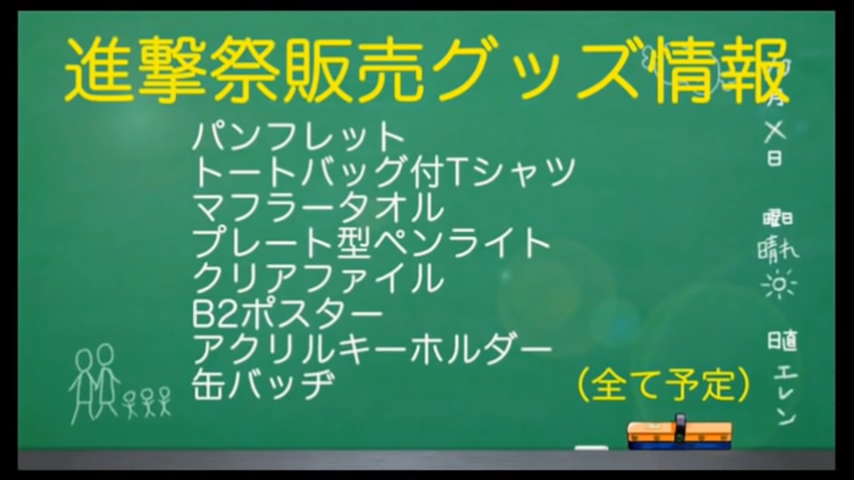 進撃祭販売グッズ情報
パンフレット
トートバッグ付Tシャツ
マフラータオル
プレート型ペンライト
クリアファイル
B2ポスター
アクリルキーホルダー
缶バッヂ
(全て予定)
月
×
日
曜日
晴れ
日直
エレン